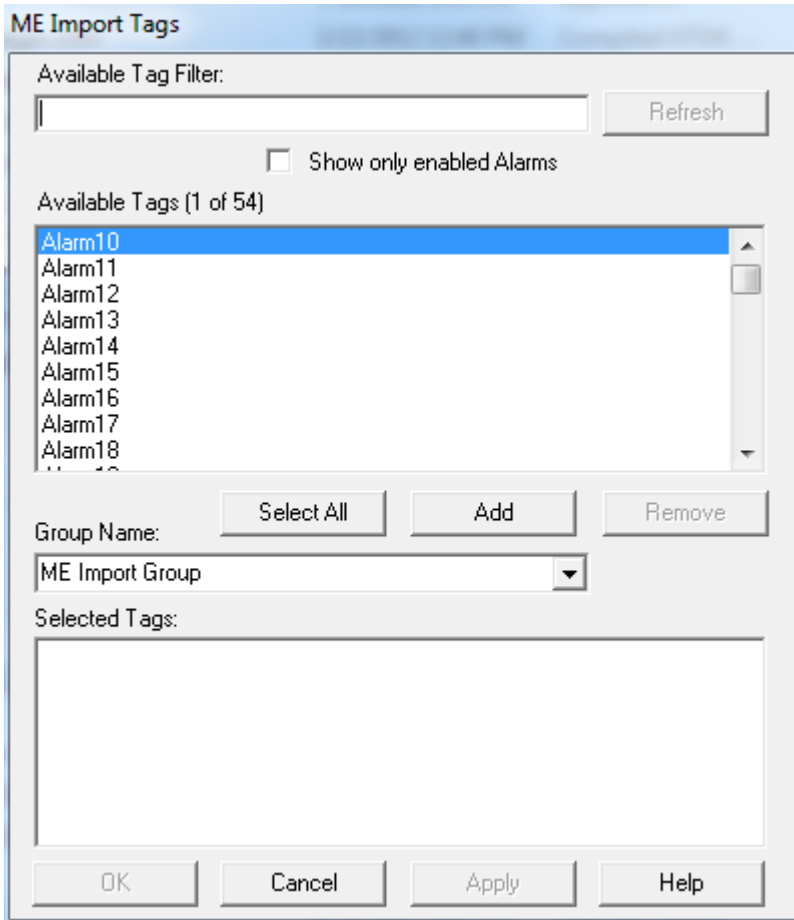 ME Import Tags
Available Tag Filter:
Refresh
Show only enabled Alarms
Available Tags (1 of 54)
Alarm10
Alarm11
Alarm12
Alarm13
Alarm14
Alarm15
Alarm16
Alarm17
Alarm18
Select All Add Remove
Group Name:
ME Import Group
Selected Tags:
OK Cancel Apply Help